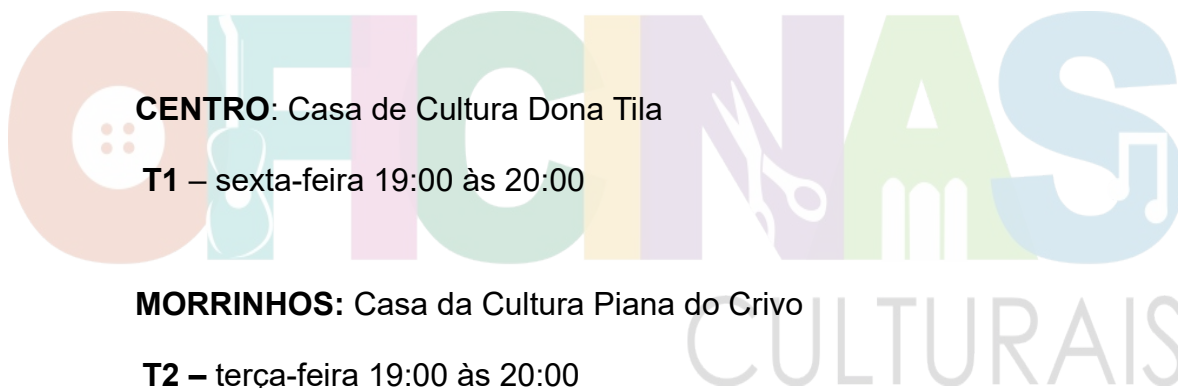 OFICINAS
CENTRO: Casa de Cultura Dona Tila
T1 – sexta-feira 19:00 às 20:00
MORRINHOS: Casa da Cultura Piana do Crivo
CULTURAIS
T2 – terça-feira 19:00 às 20:00